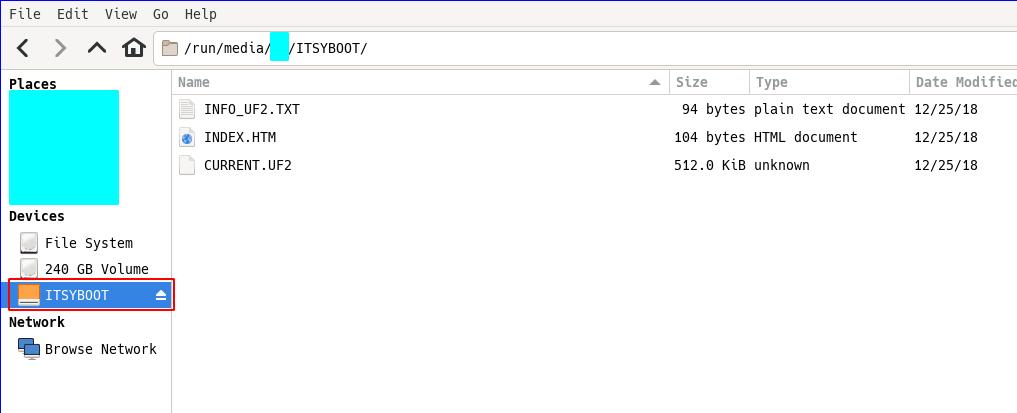 File Edit View Go Help
/run/media/ /ITSYBOOT/
Places
Devices
File System
240 GB Volume
ITSYBOOT
Network
Browse Network
Name Size Type Date Modified
INFO_UF2.TXT 94 bytes plain text document 12/25/18
INDEX.HTM 104 bytes HTML document 12/25/18
CURRENT.UF2 512.0 KiB unknown 12/25/18